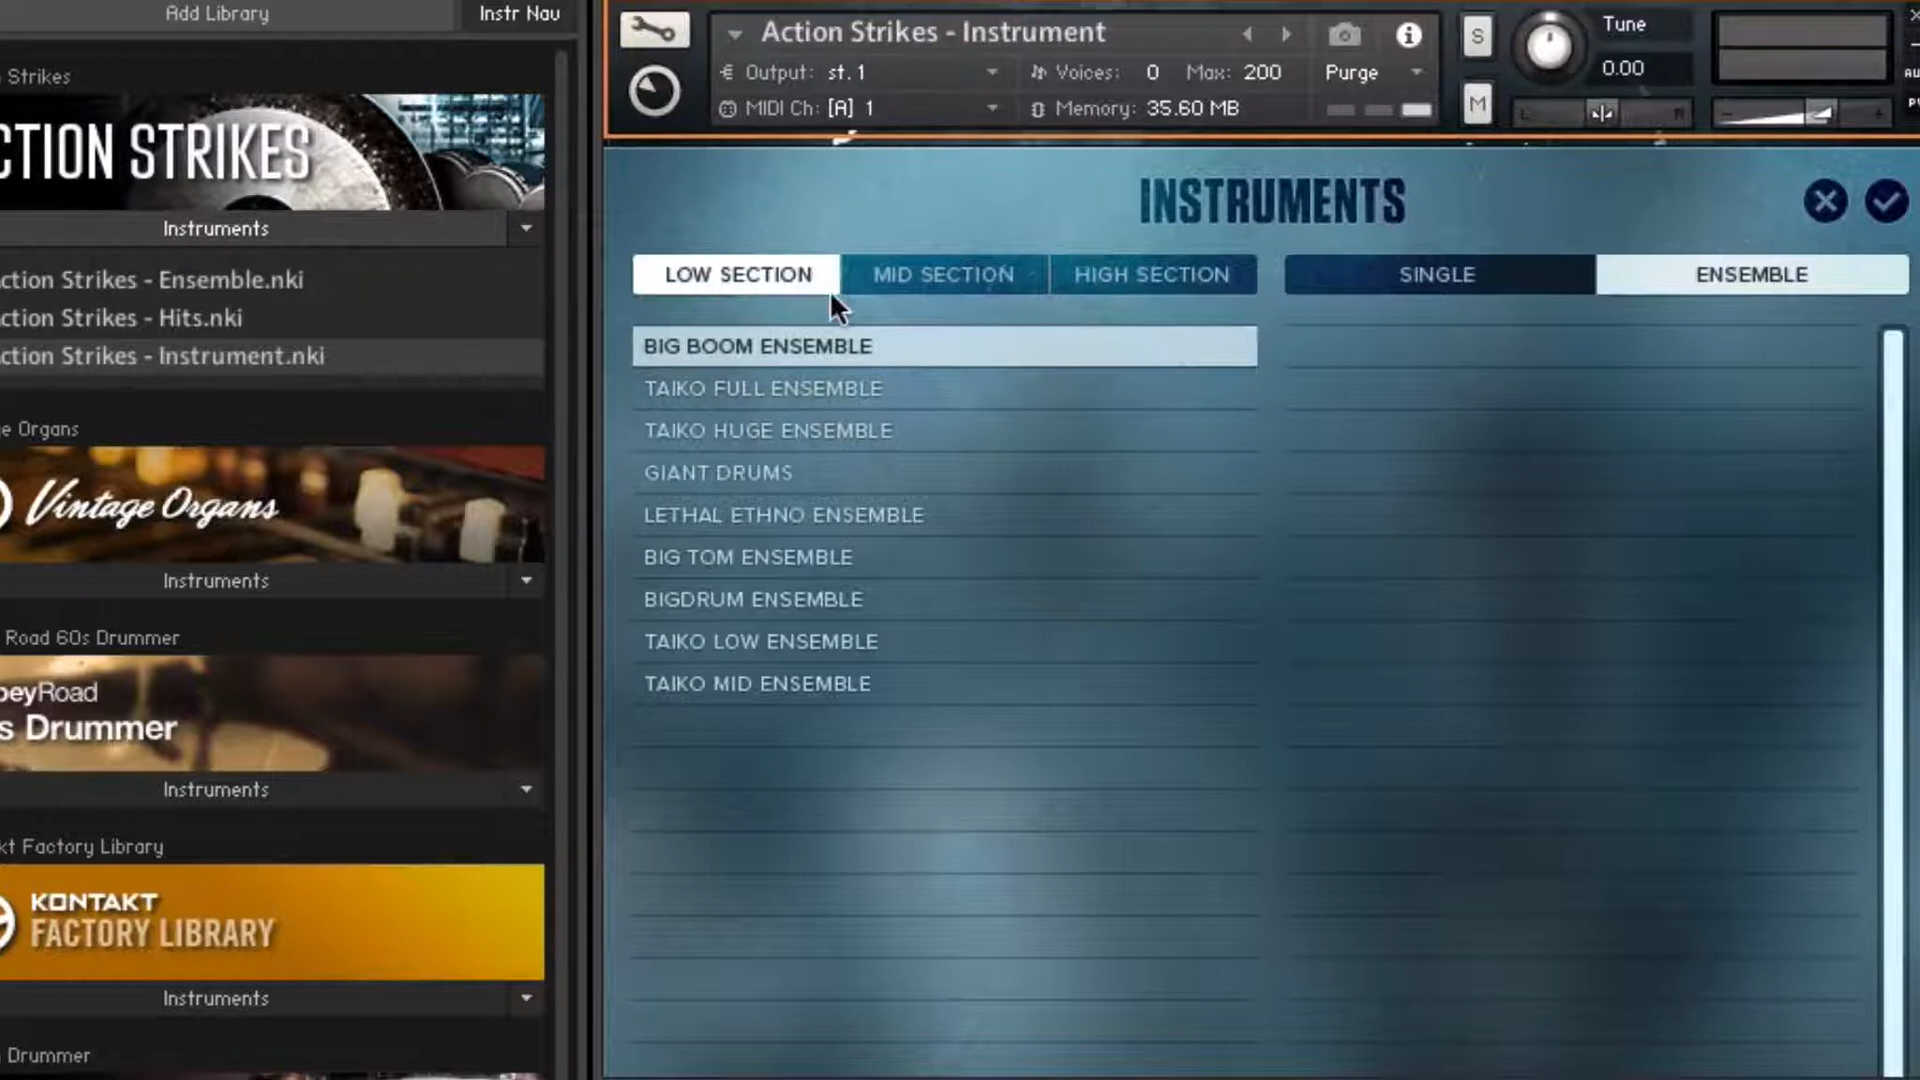 Add Library
Instr Nav
Strikes
CTION STRIKES
Instruments
ction Strikes - Ensemble.nki
ction Strikes - Hits.nki
ction Strikes - Instrument.nki
e Organs
Vintage Organs
Instruments
Road 60s Drummer
beyRoad
s Drummer
Instruments
kt Factory Library
KONTAKT
FACTORY LIBRARY
Instruments
Drummer
Action Strikes - Instrument
Output: st. 1
Voices: 0 Max: 200
Purge
MIDI Ch: [A] 1
Memory: 35.60 MB
S
M
Tune
0.00
L
R
AU
INSTRUMENTS
LOW SECTION
MID SECTION
HIGH SECTION
SINGLE
ENSEMBLE
BIG BOOM ENSEMBLE
TAIKO FULL ENSEMBLE
TAIKO HUGE ENSEMBLE
GIANT DRUMS
LETHAL ETHNO ENSEMBLE
BIG TOM ENSEMBLE
BIGDRUM ENSEMBLE
TAIKO LOW ENSEMBLE
TAIKO MID ENSEMBLE